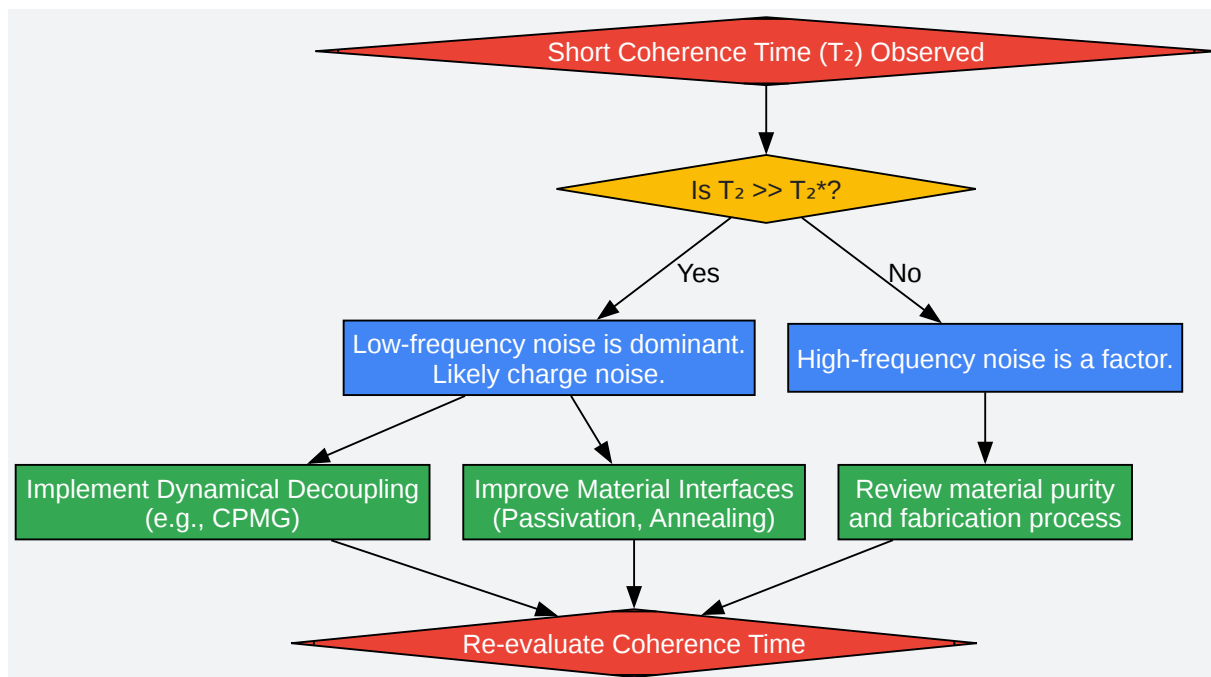 Short Coherence Time (T₂) Observed
Is T₂ >> T₂*?
Yes
No
Low-frequency noise is dominant.
Likely charge noise.
High-frequency noise is a factor.
Implement Dynamical Decoupling
(e.g., CPMG)
Improve Material Interfaces
(Passivation, Annealing)
Review material purity
and fabrication process
Re-evaluate Coherence Time